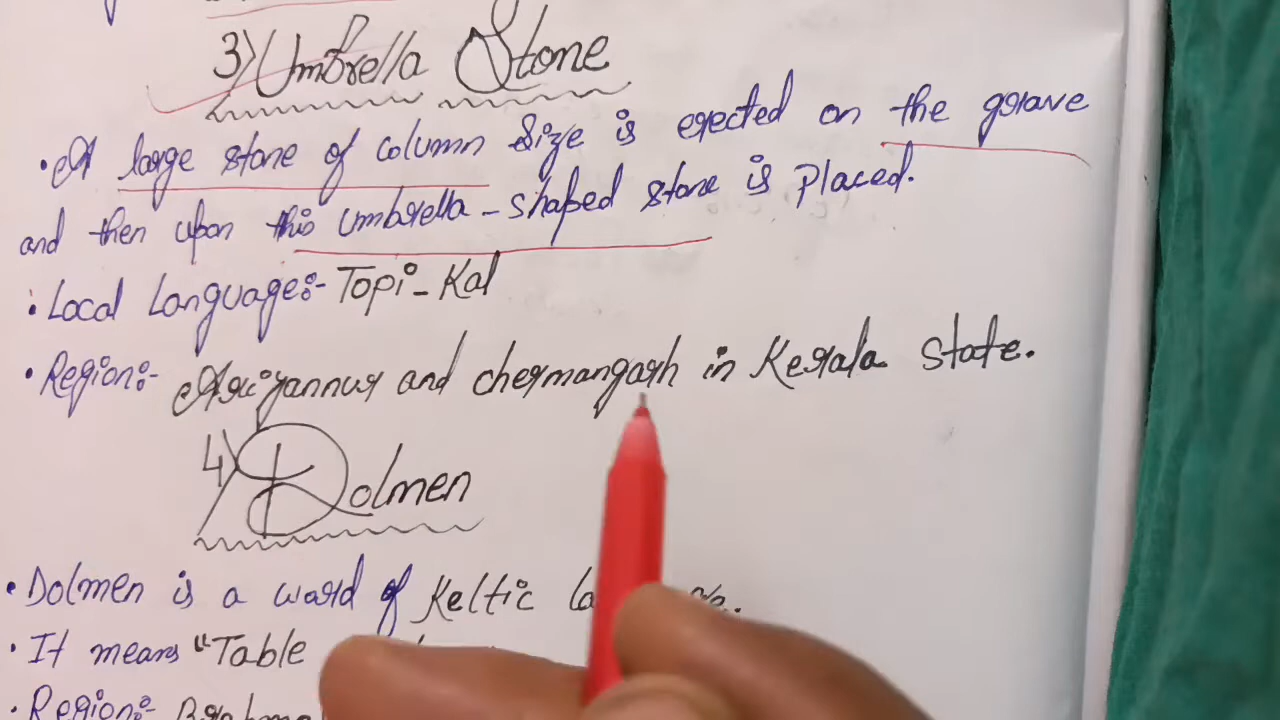 3) Umbrella Stone
• A large stone of column size is erected on the grave
and then upon this umbrella-shaped stone is placed.
• Local Language:- Topi-Kal
• Region:- Ariyannur and chermangarh in Kerala State.
4) Dolmen
• Dolmen is a word of Keltic
• It means "Table
• Region:-